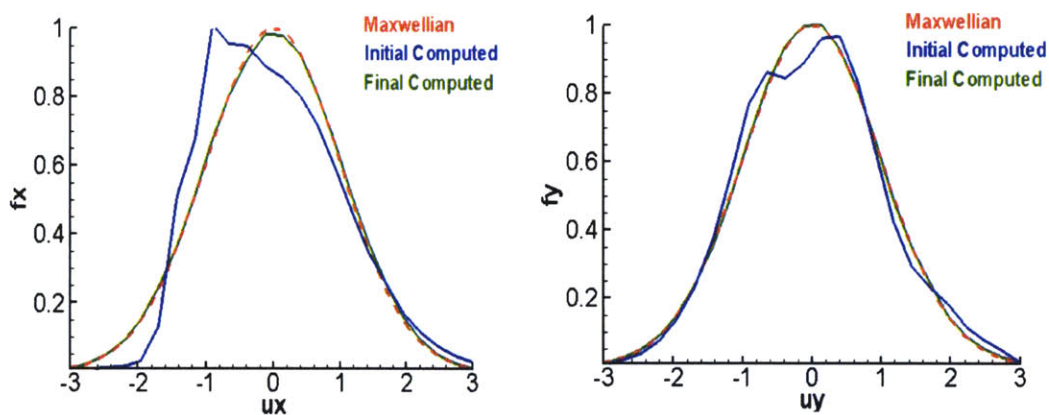 Maxwellian
Initial Computed
Final Computed
fx
1
0.8
0.6
0.4
0.2
-3 -2 -1 0 1 2 3
ux
Maxwellian
Initial Computed
Final Computed
fy
1
0.8
0.6
0.4
0.2
-3 -2 -1 0 1 2 3
uy